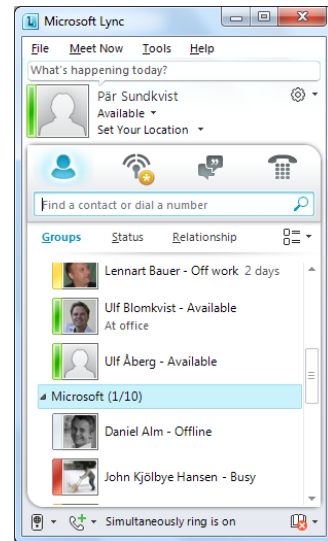 Microsoft Lync
File Meet Now Tools Help
What's happening today?
Pär Sundkvist
Available
Set Your Location
Find a contact or dial a number
Groups Status Relationship
Lennart Bauer - Off work 2 days
Ulf Blomkvist - Available
At office
Ulf Åberg - Available
Microsoft (1/10)
Daniel Alm - Offline
John Kjölbye Hansen - Busy
Simultaneously ring is on